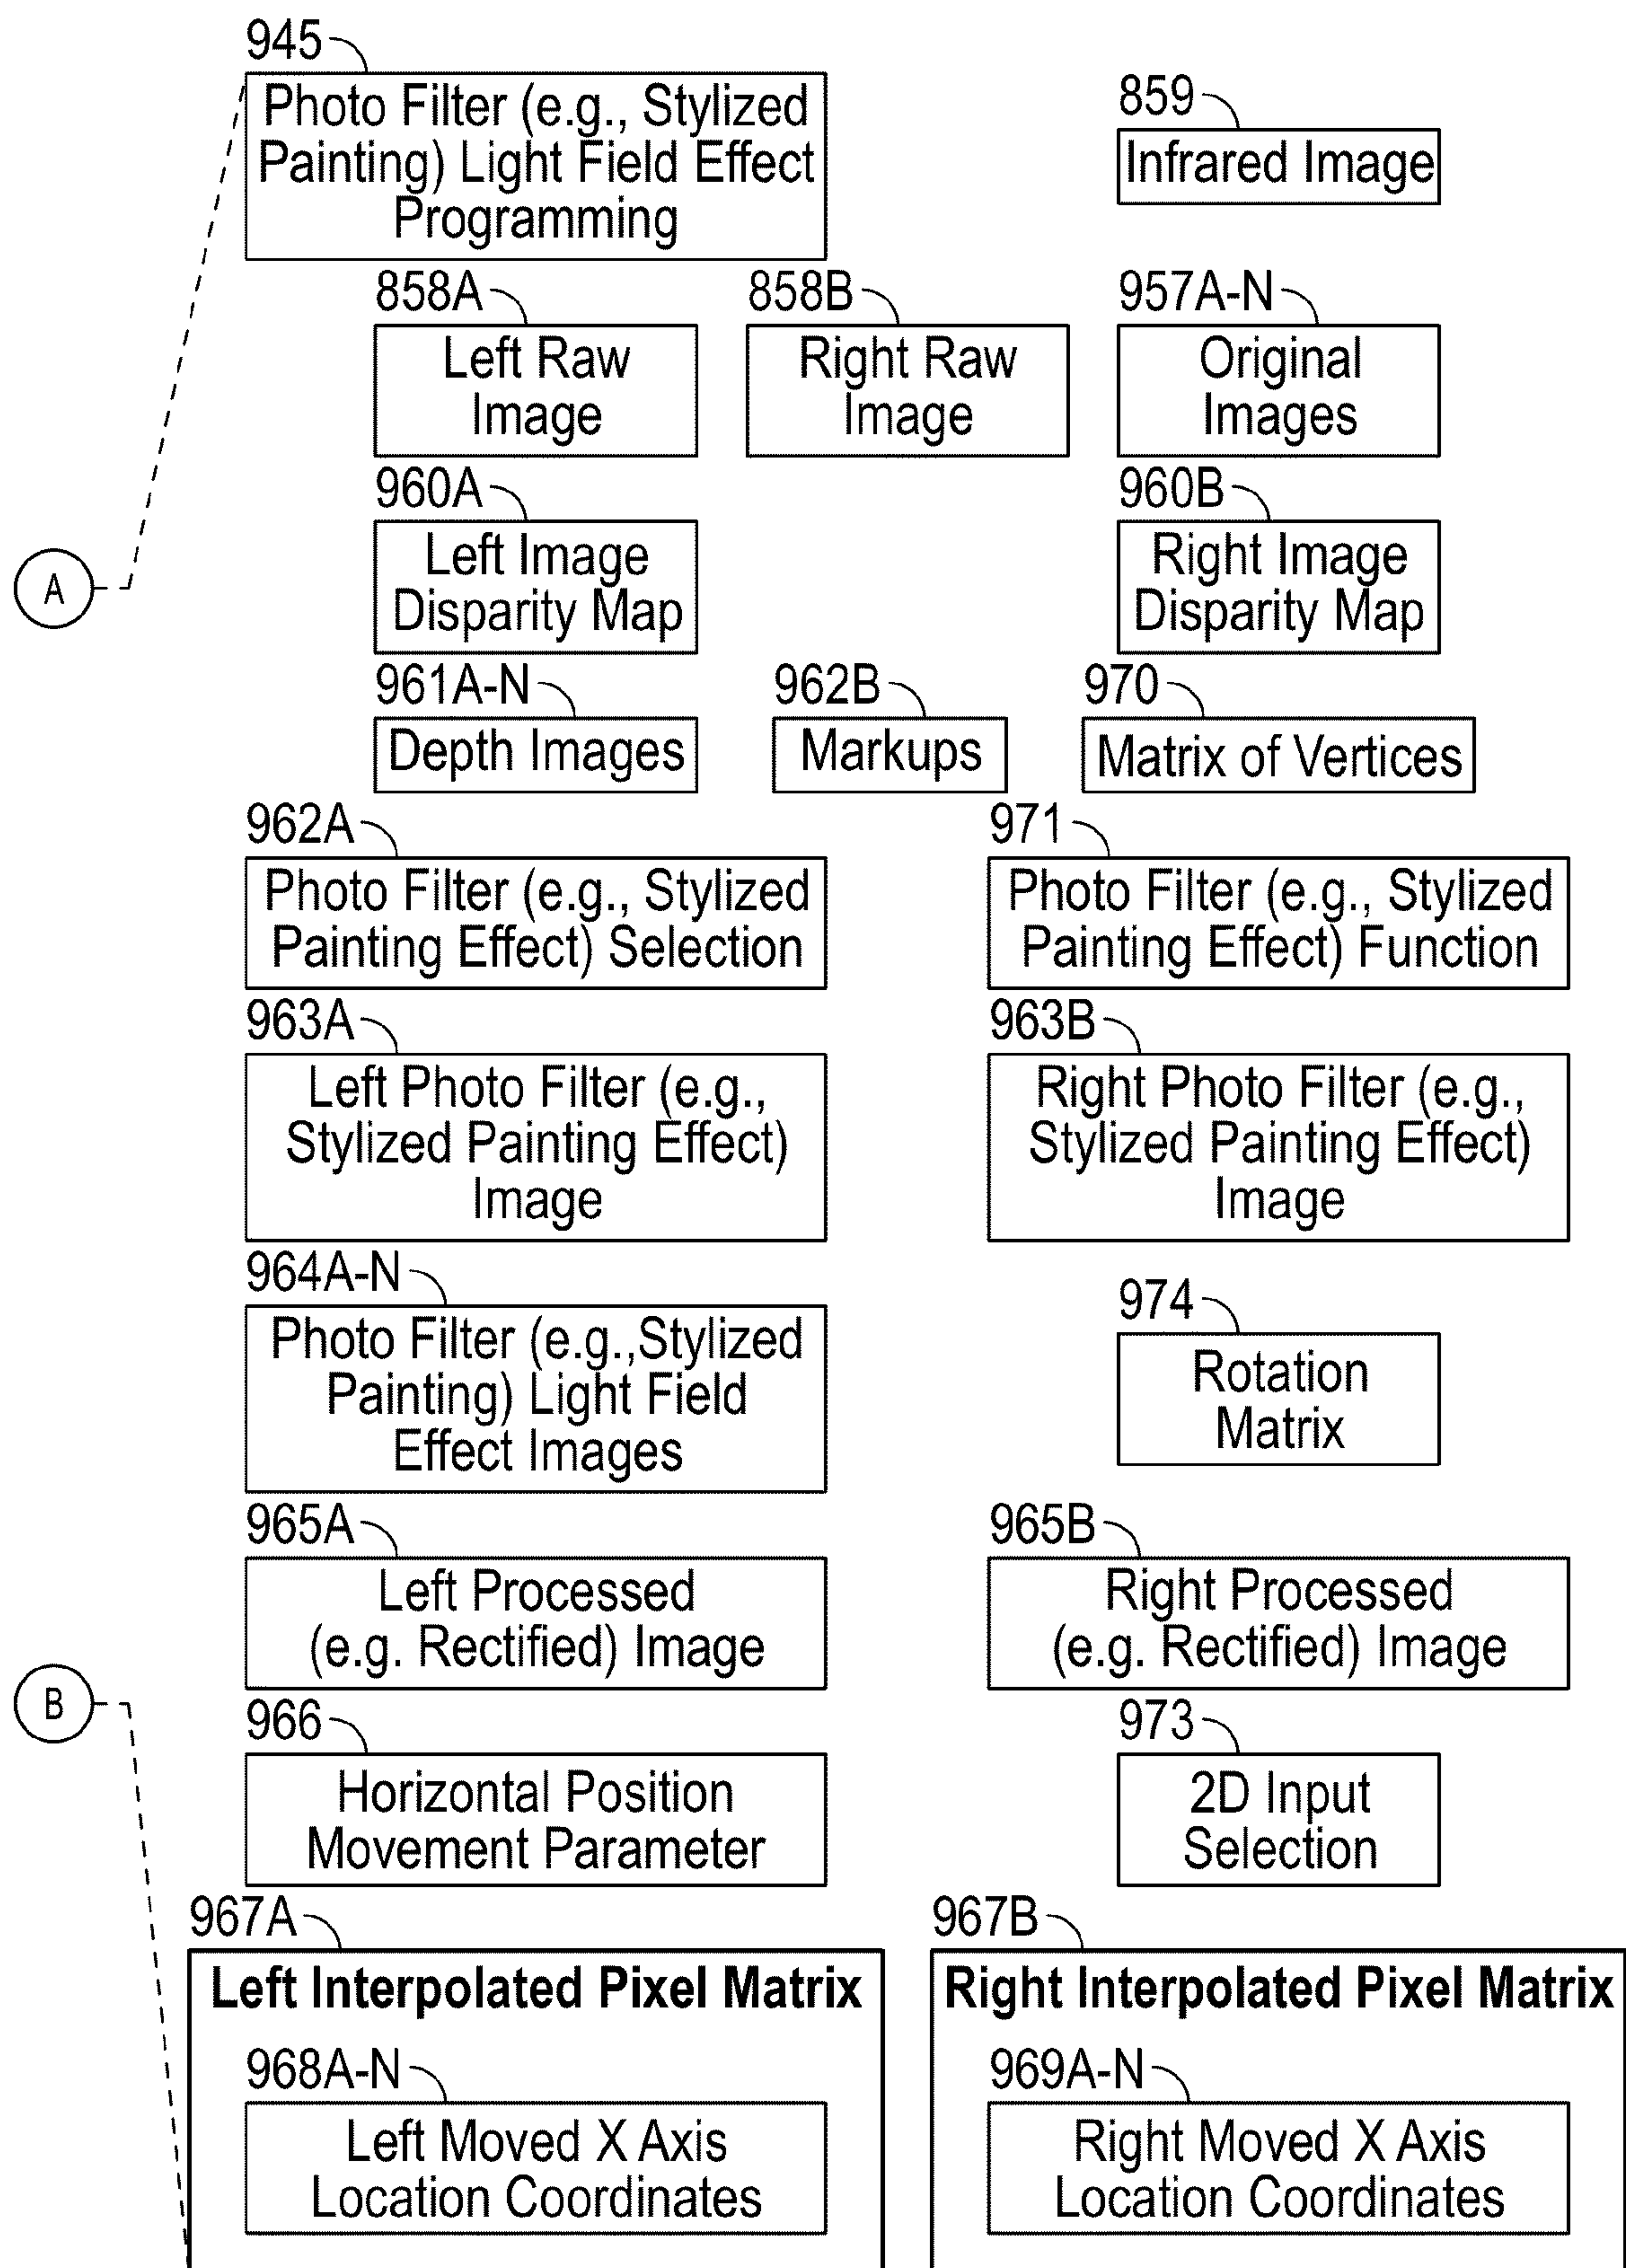 945
Photo Filter (e.g., Stylized
Painting) Light Field Effect
Programming
859
Infrared Image
858A
Left Raw
Image
858B
Right Raw
Image
957A-N
Original
Images
960A
Left Image
Disparity Map
960B
Right Image
Disparity Map
A
961A-N
Depth Images
962B
Markups
970
Matrix of Vertices
962A
Photo Filter (e.g., Stylized
Painting Effect) Selection
971
Photo Filter (e.g., Stylized
Painting Effect) Function
963A
Left Photo Filter (e.g.,
Stylized Painting Effect)
Image
963B
Right Photo Filter (e.g.,
Stylized Painting Effect)
Image
964A-N
Photo Filter (e.g.,Stylized
Painting) Light Field
Effect Images
974
Rotation
Matrix
965A
Left Processed
(e.g. Rectified) Image
965B
Right Processed
(e.g. Rectified) Image
B
966
Horizontal Position
Movement Parameter
973
2D Input
Selection
967A
Left Interpolated Pixel Matrix
968A-N
Left Moved X Axis
Location Coordinates
967B
Right Interpolated Pixel Matrix
969A-N
Right Moved X Axis
Location Coordinates